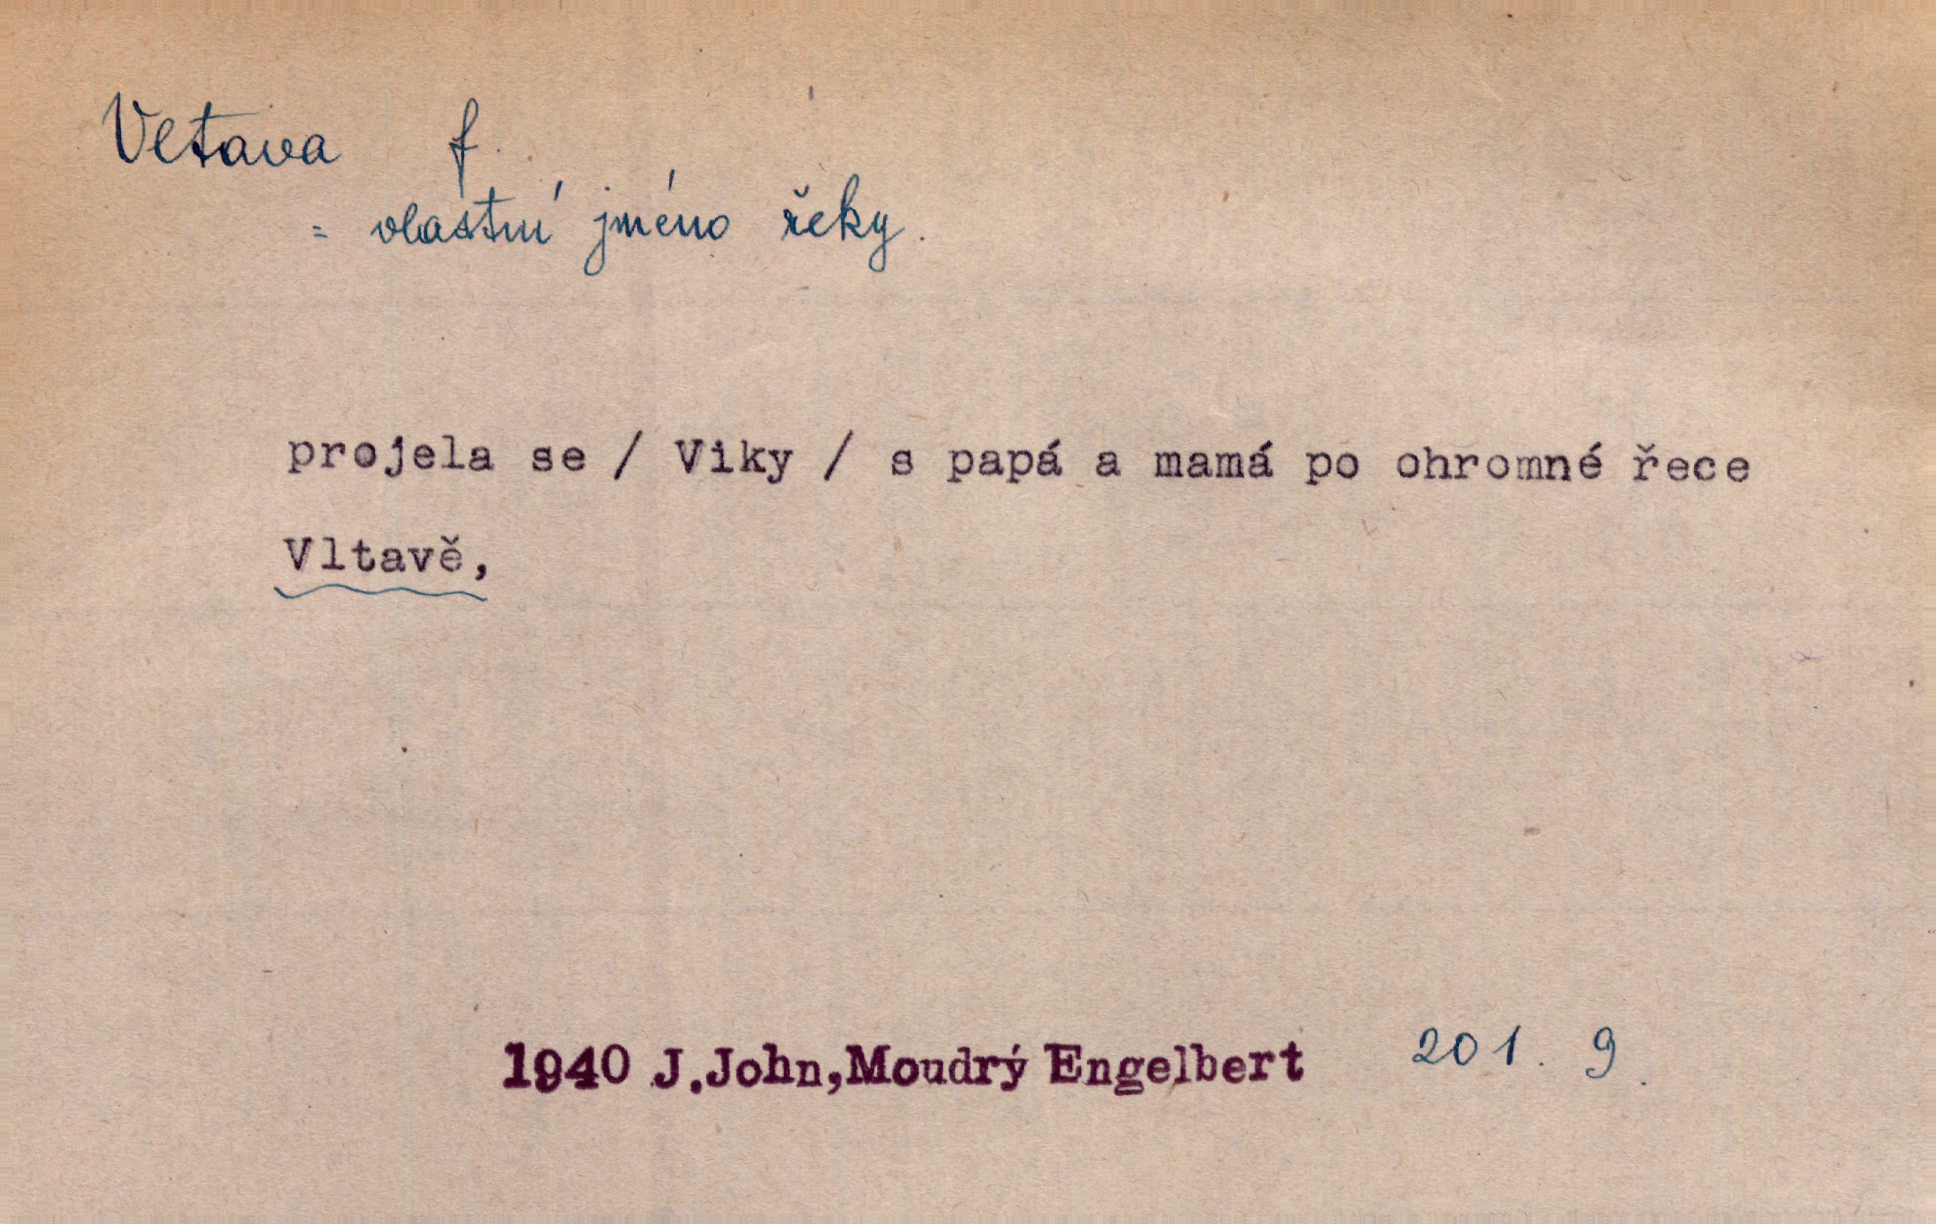 Vltava f.
= vlastní jméno řeky.
projela se / Viky / s papá a mamá po ohromné řece
Vltavě,
1940 J.John,Moudrý Engelbert 201. 9.